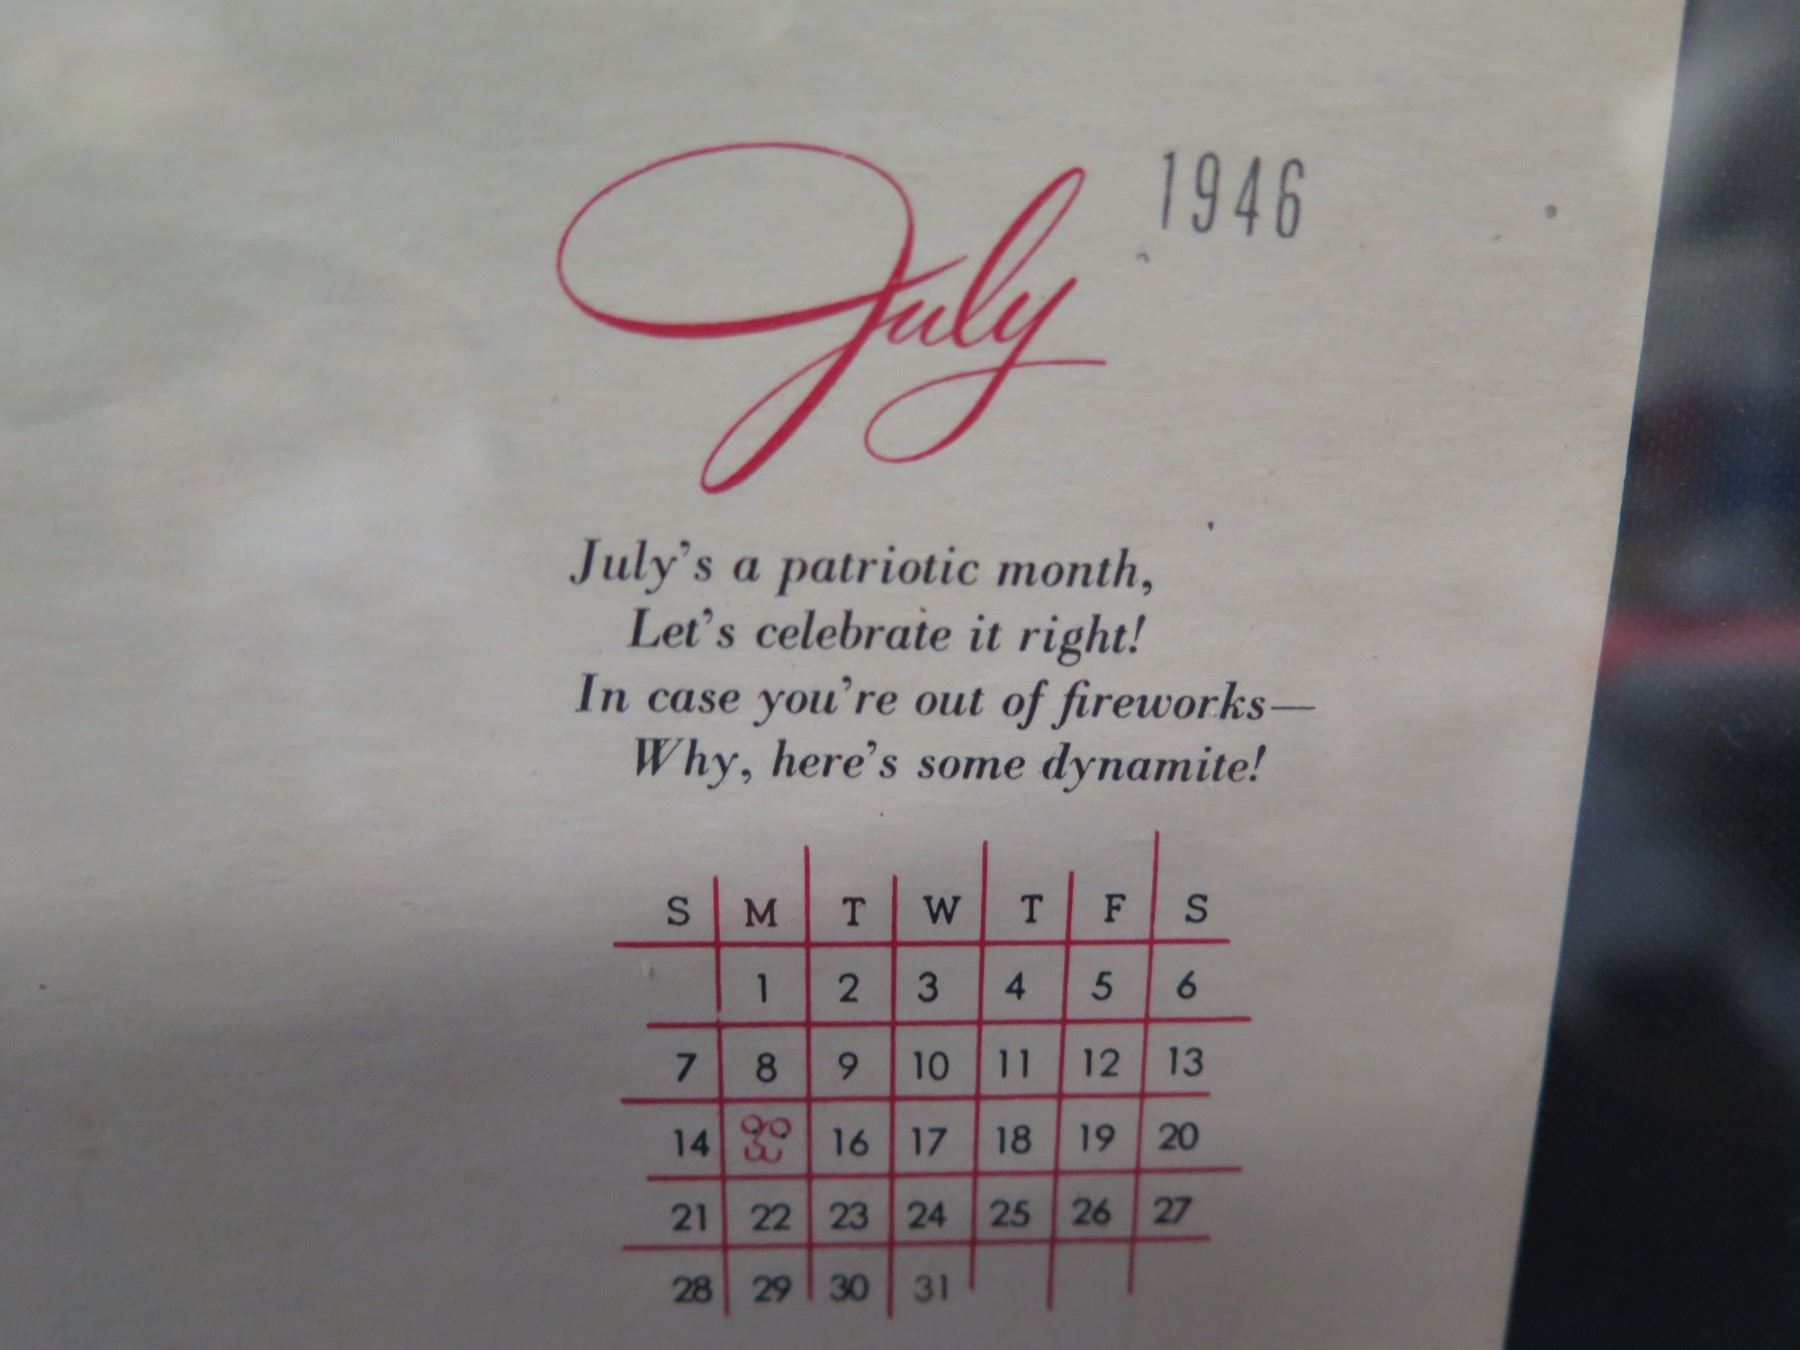 July 1946
July's a patriotic month,
Let's celebrate it right!
In case you're out of fireworks—
Why, here's some dynamite!
S M T W T F S
1 2 3 4 5 6
7 8 9 10 11 12 13
14 16 17 18 19 20
21 22 23 24 25 26 27
28 29 30 31